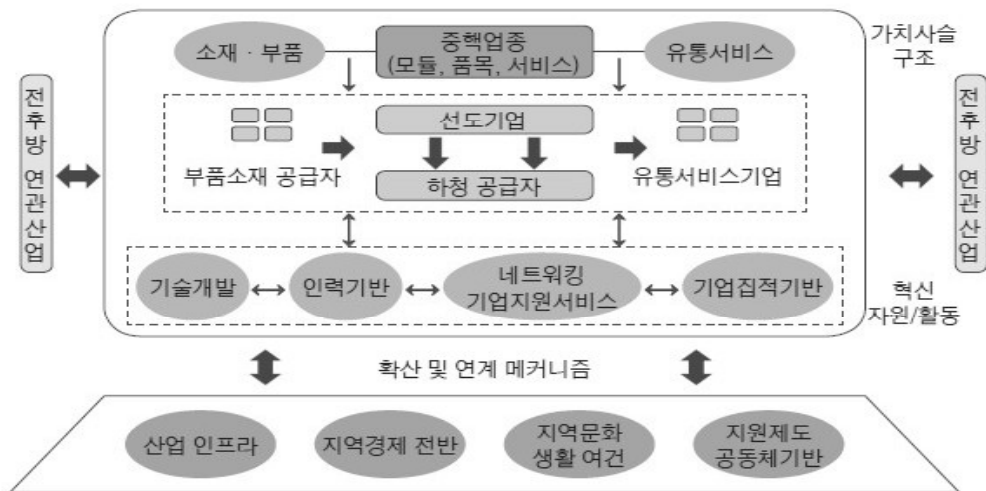 소재 · 부품
중핵업종
(모듈, 품목, 서비스)
유통서비스
가치사슬
구조
전후방 연관산업
선도기업
부품소재 공급자
하청 공급자
유통서비스기업
전후방 연관산업
기술개발
인력기반
네트워킹
기업지원서비스
기업집적기반
혁신
자원/활동
확산 및 연계 메커니즘
산업 인프라
지역경제 전반
지역문화
생활 여건
지원제도
공동체기반